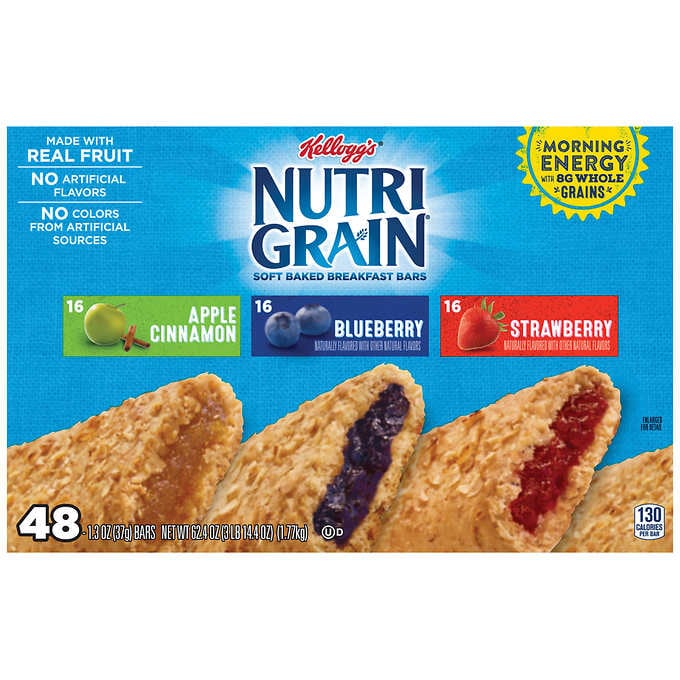 MADE WITH
REAL FRUIT
NO ARTIFICIAL
FLAVORS
NO COLORS
FROM ARTIFICIAL
SOURCES
Kellogg's®
NUTRI
GRAIN®
SOFT BAKED BREAKFAST BARS
MORNING
ENERGY
WITH 8G WHOLE
GRAINS
16
APPLE
CINNAMON
16
BLUEBERRY
NATURALLY FLAVORED WITH OTHER NATURAL FLAVORS
16
STRAWBERRY
NATURALLY FLAVORED WITH OTHER NATURAL FLAVORS
ENLARGED
FOR DETAIL
48 - 1.3 OZ (37g) BARS NET WT 62.4 OZ (3 LB 14.4 OZ) (1.77kg)
U D
130
CALORIES
PER BAR